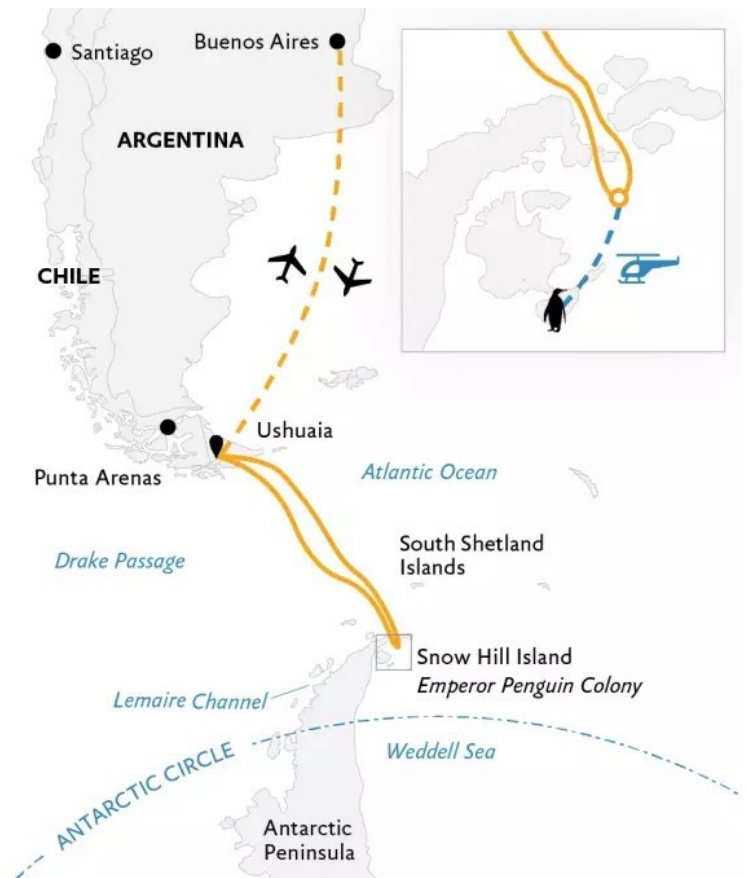 Santiago
Buenos Aires
ARGENTINA
CHILE
Ushuaia
Punta Arenas
Atlantic Ocean
South Shetland
Islands
Drake Passage
Snow Hill Island
Emperor Penguin Colony
Lemaire Channel
Weddell Sea
ANTARCTIC CIRCLE
Antarctic
Peninsula